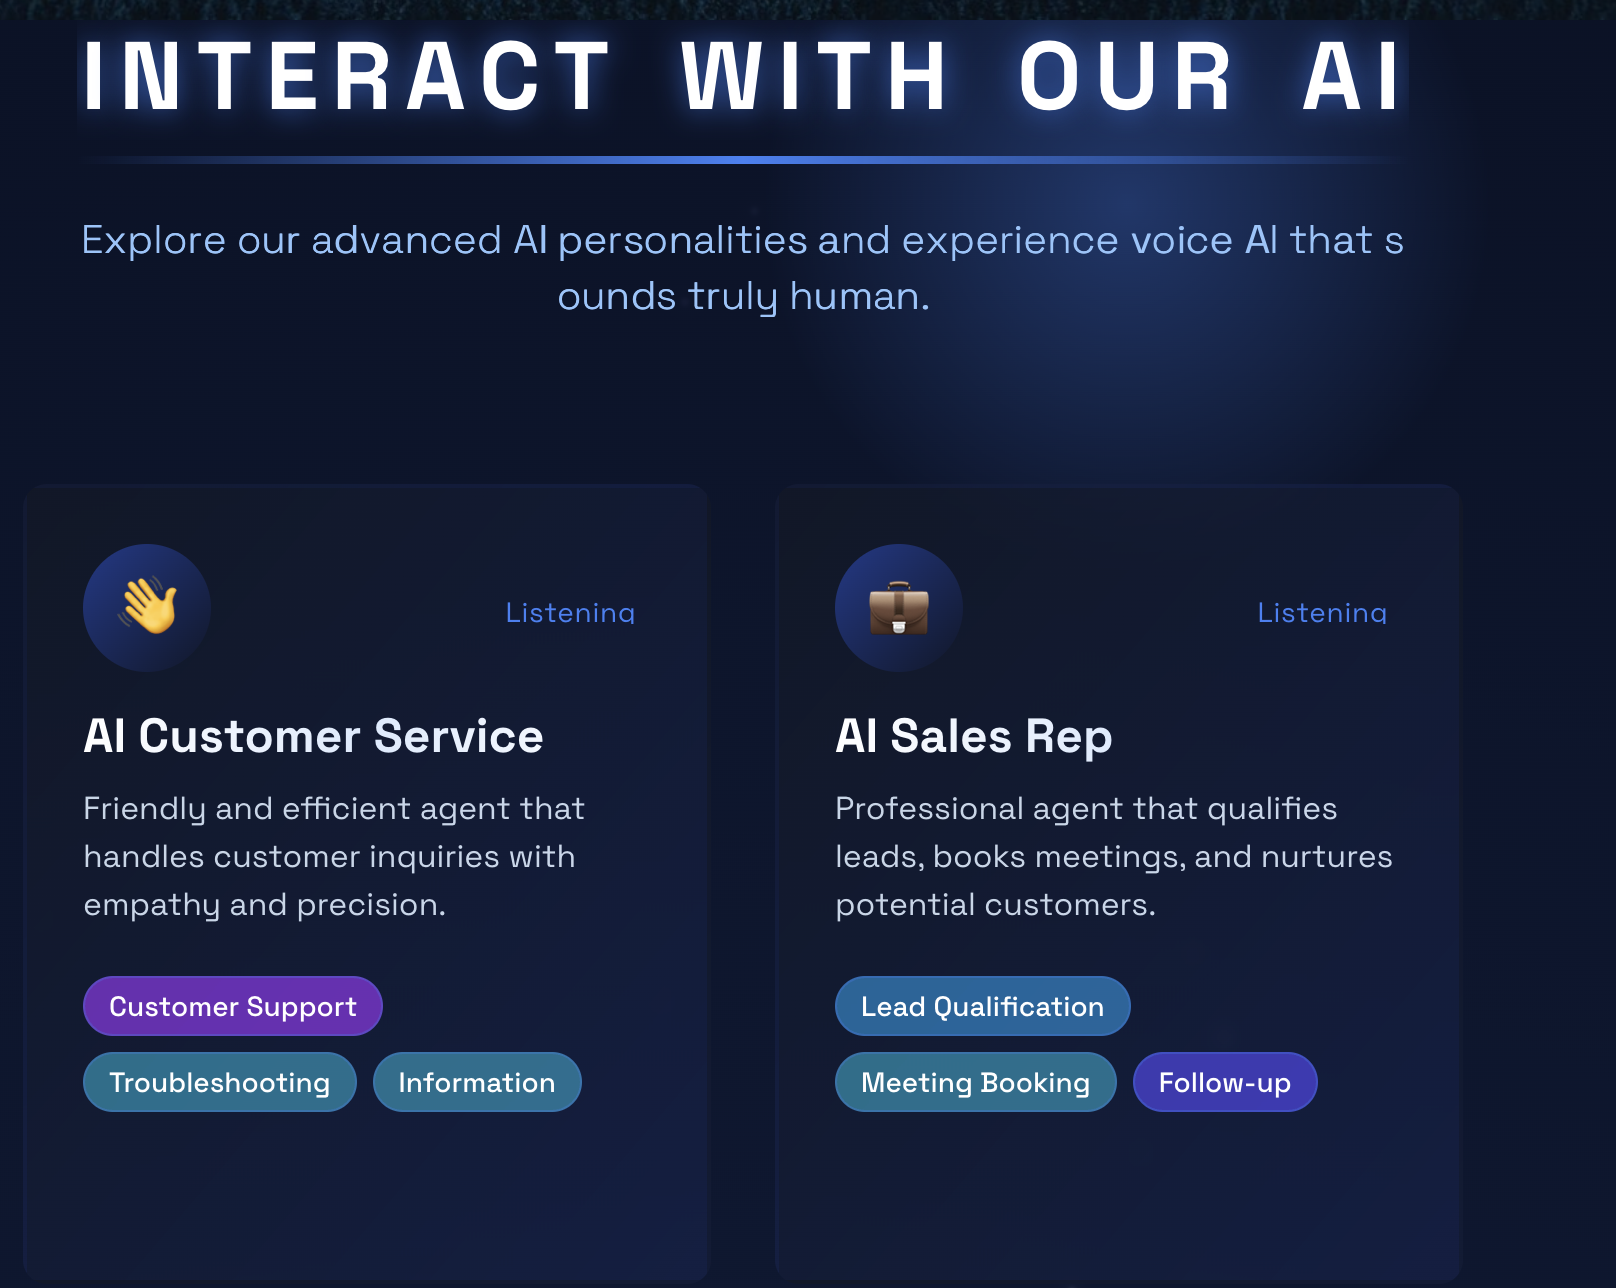 INTERACT WITH OUR AI
Explore our advanced AI personalities and experience voice AI that s
ounds truly human.
Listening
AI Customer Service
Friendly and efficient agent that
handles customer inquiries with
empathy and precision.
Customer Support
Troubleshooting
Information
Listening
AI Sales Rep
Professional agent that qualifies
leads, books meetings, and nurtures
potential customers.
Lead Qualification
Meeting Booking
Follow-up